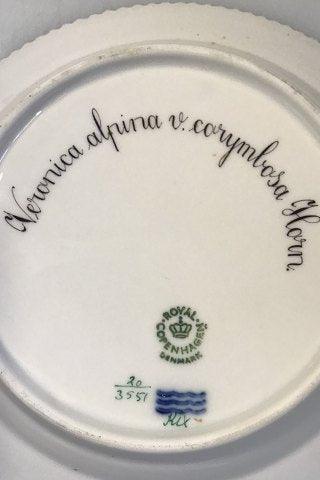 Veronica alpina v. corymbosa Horn.
ROYAL
COPENHAGEN
DENMARK
20
3551